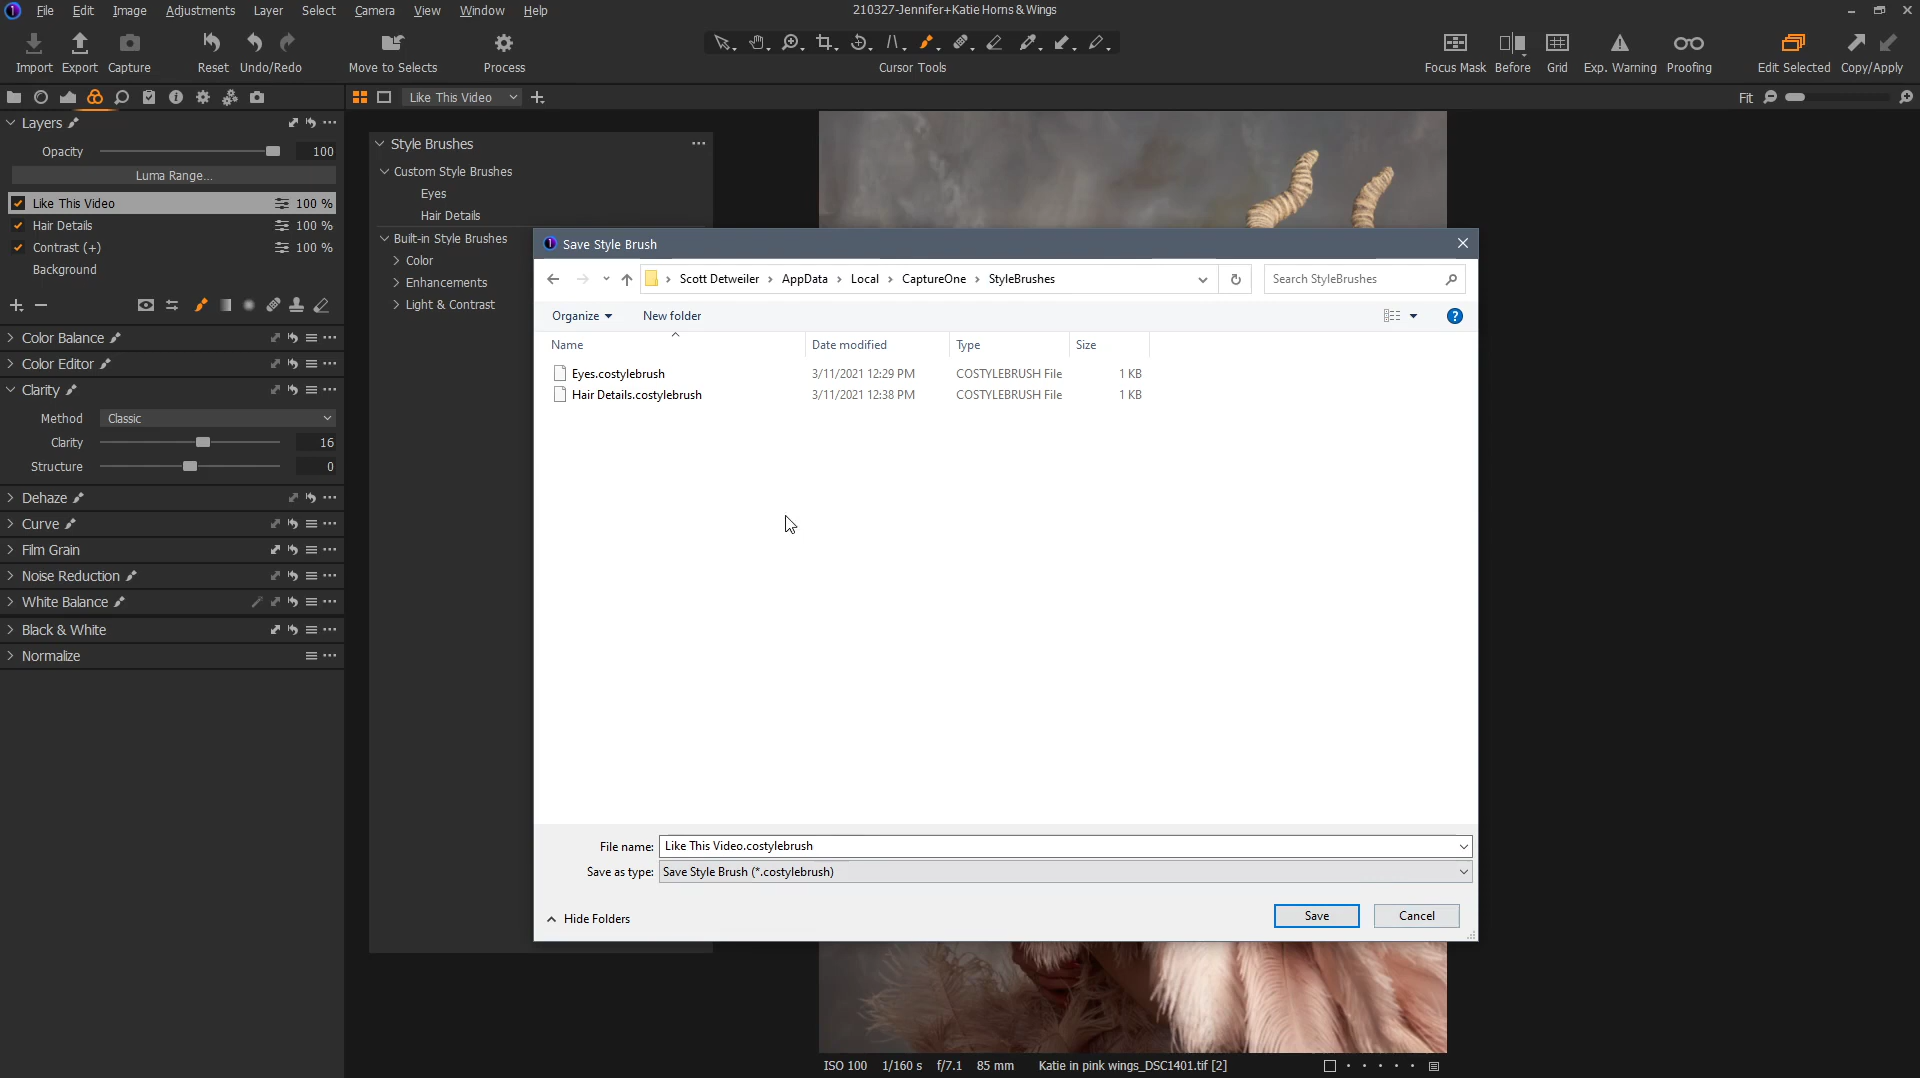 File Edit Image Adjustments Layer Select Camera View Window Help
210327-Jennifer+Katie Horns & Wings
Import Export Capture Reset Undo/Redo Move to Selects Process
Cursor Tools
Focus Mask Before Grid Exp. Warning Proofing Edit Selected Copy/Apply
Like This Video
Fit
Layers
Opacity 100
Luma Range...
Like This Video 100 %
Hair Details 100 %
Contrast (+) 100 %
Background
Color Balance
Color Editor
Clarity
Method Classic
Clarity 16
Structure 0
Dehaze
Curve
Film Grain
Noise Reduction
White Balance
Black & White
Normalize
Style Brushes
Custom Style Brushes
Eyes
Hair Details
Built-in Style Brushes
Color
Enhancements
Light & Contrast
Save Style Brush
Scott Detweiler AppData Local CaptureOne StyleBrushes
Search StyleBrushes
Organize New folder
Name Date modified Type Size
Eyes.costylebrush 3/11/2021 12:29 PM COSTYLEBRUSH File 1 KB
Hair Details.costylebrush 3/11/2021 12:38 PM COSTYLEBRUSH File 1 KB
File name: Like This Video.costylebrush
Save as type: Save Style Brush (*.costylebrush)
Hide Folders
Save Cancel
ISO 100 1/160 s f/7.1 85 mm Katie in pink wings_DSC1401.tif [2]